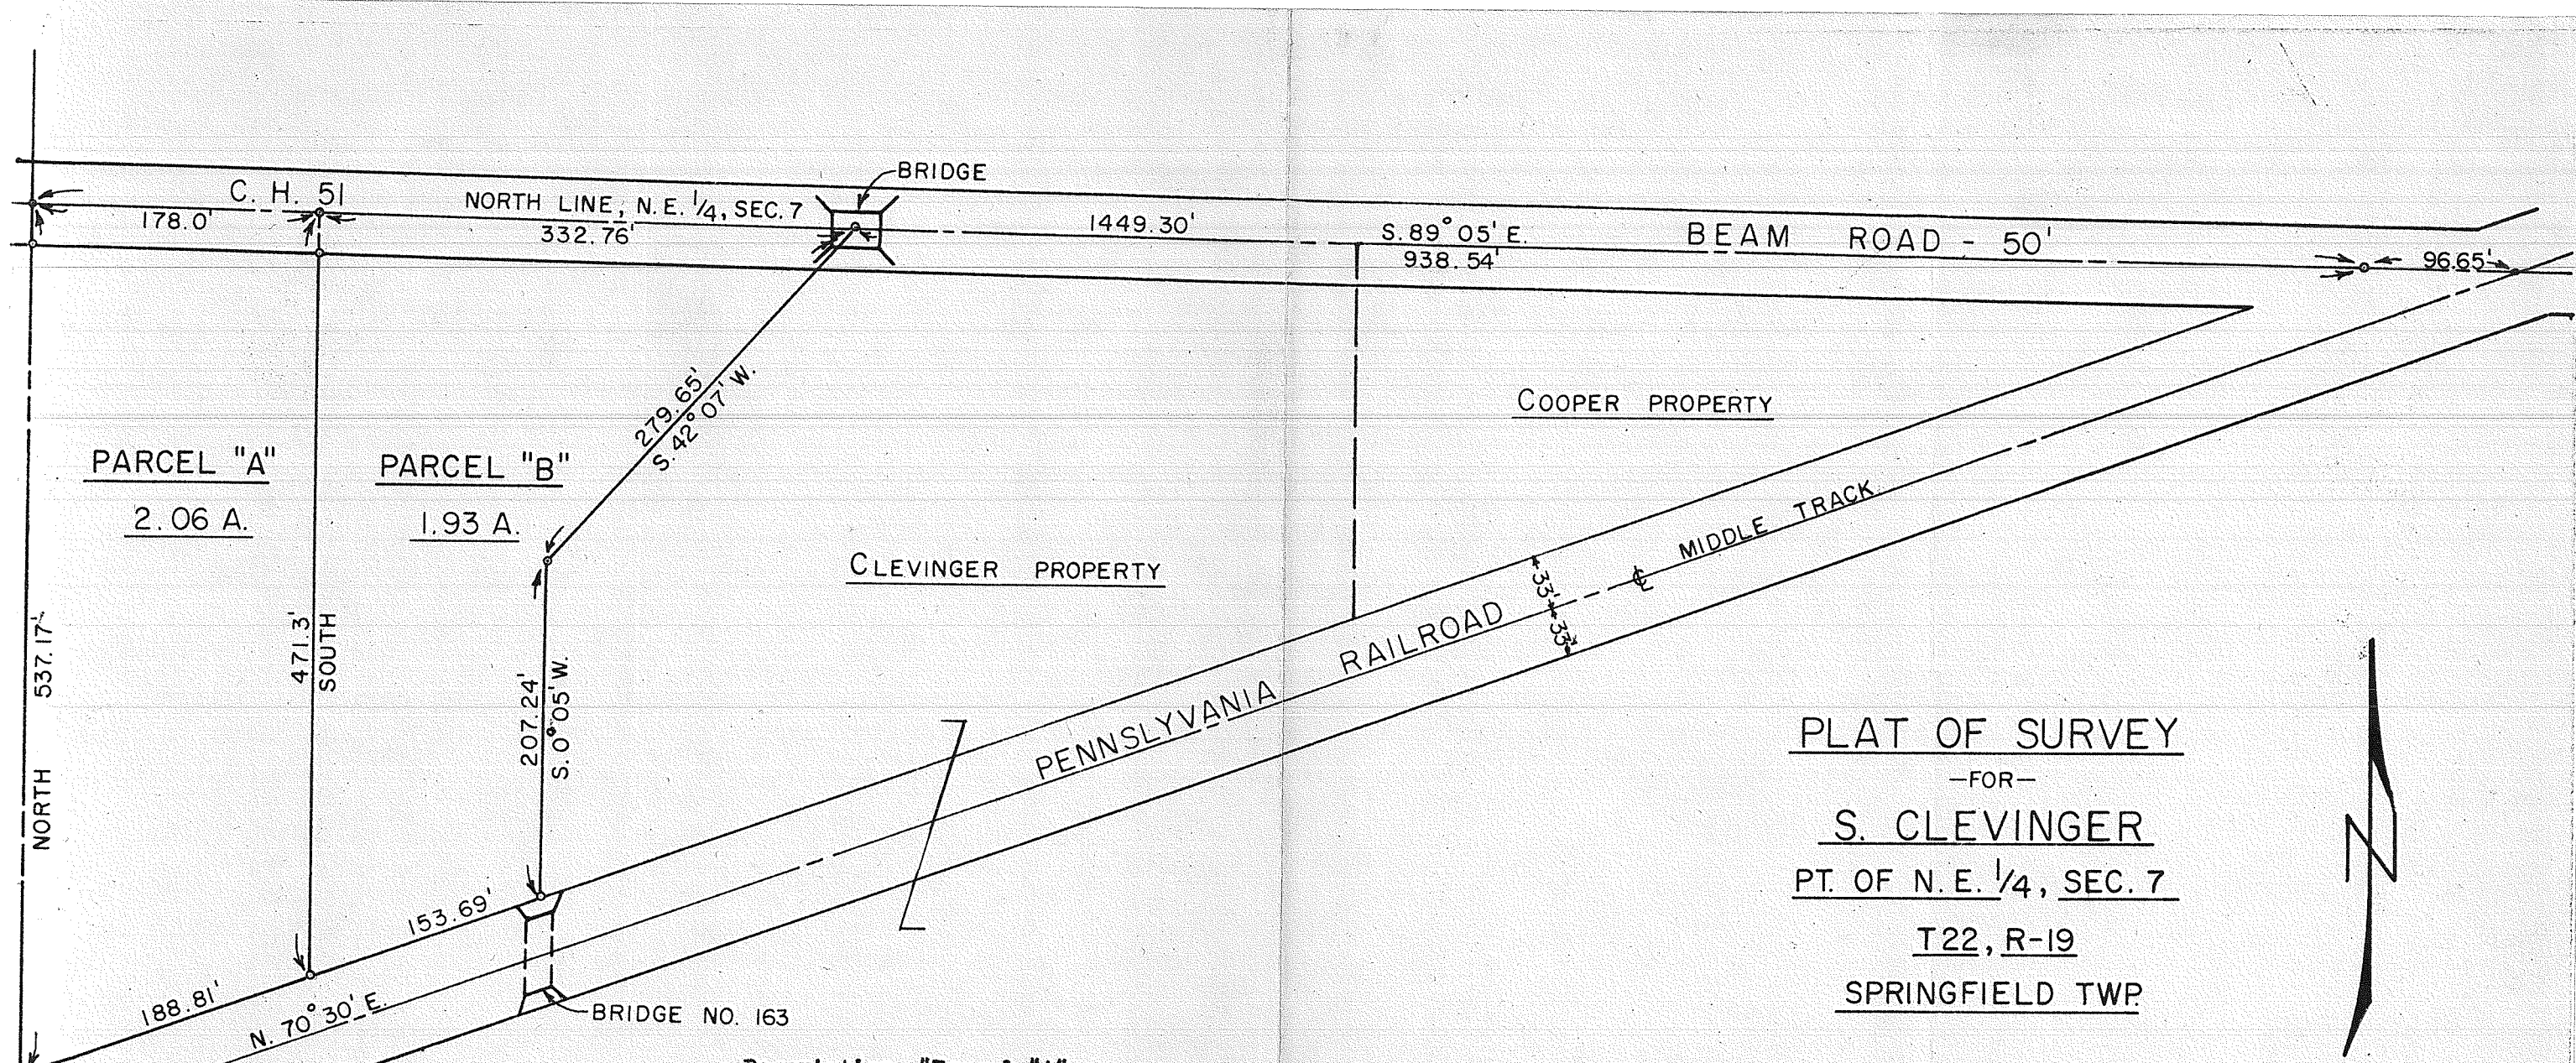 BRIDGE
C. H. 51
NORTH LINE, N.E. 1/4, SEC. 7
178.0'
332.76'
1449.30'
S. 89° 05' E.
938.54'
BEAM ROAD - 50'
96.65'
279.65'
S. 42° 07' W.
COOPER PROPERTY
PARCEL "A"
2.06 A.
PARCEL "B"
1.93 A.
CLEVINGER PROPERTY
MIDDLE TRACK
℄
33'
33'
NORTH 537.17'
471.3'
SOUTH
207.24'
S. 0° 05' W.
PENNSLYVANIA RAILROAD
153.69'
188.81'
N. 70° 30' E.
BRIDGE NO. 163
PLAT OF SURVEY
—FOR—
S. CLEVINGER
PT. OF N. E. 1/4, SEC. 7
T22, R-19
SPRINGFIELD TWP.
N